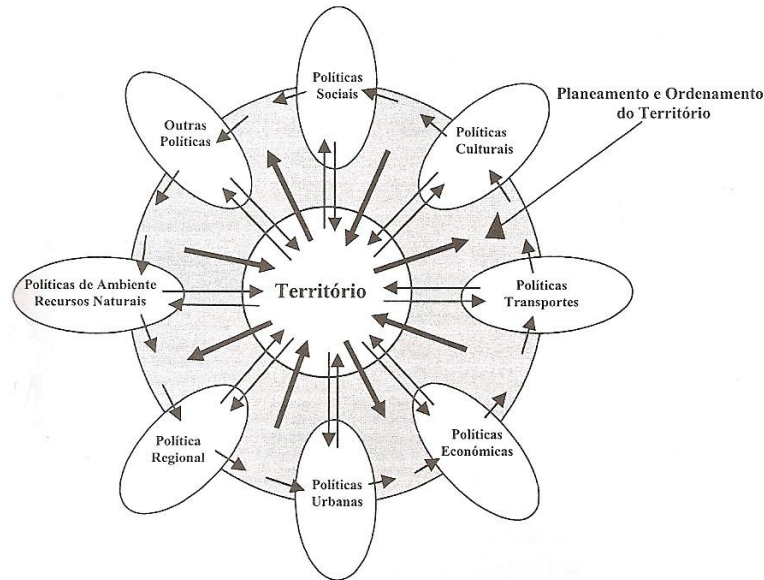 Políticas
Sociais
Planeamento e Ordenamento
do Território
Outras
Políticas
Políticas
Culturais
Políticas de Ambiente
Recursos Naturais
Território
Políticas
Transportes
Política
Regional
Políticas
Económicas
Políticas
Urbanas